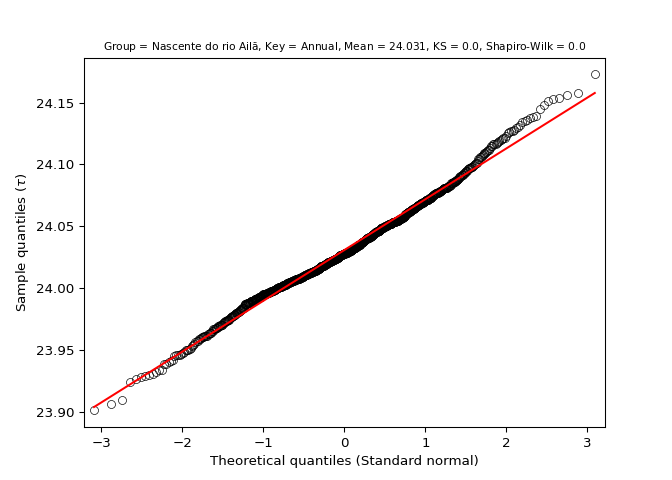 Group = Nascente do rio Ailã, Key = Annual, Mean = 24.031, KS = 0.0, Shapiro-Wilk = 0.0
24.15
24.10
24.05
24.00
23.95
23.90
Sample quantiles (τ)
−3 −2 −1 0 1 2 3
Theoretical quantiles (Standard normal)